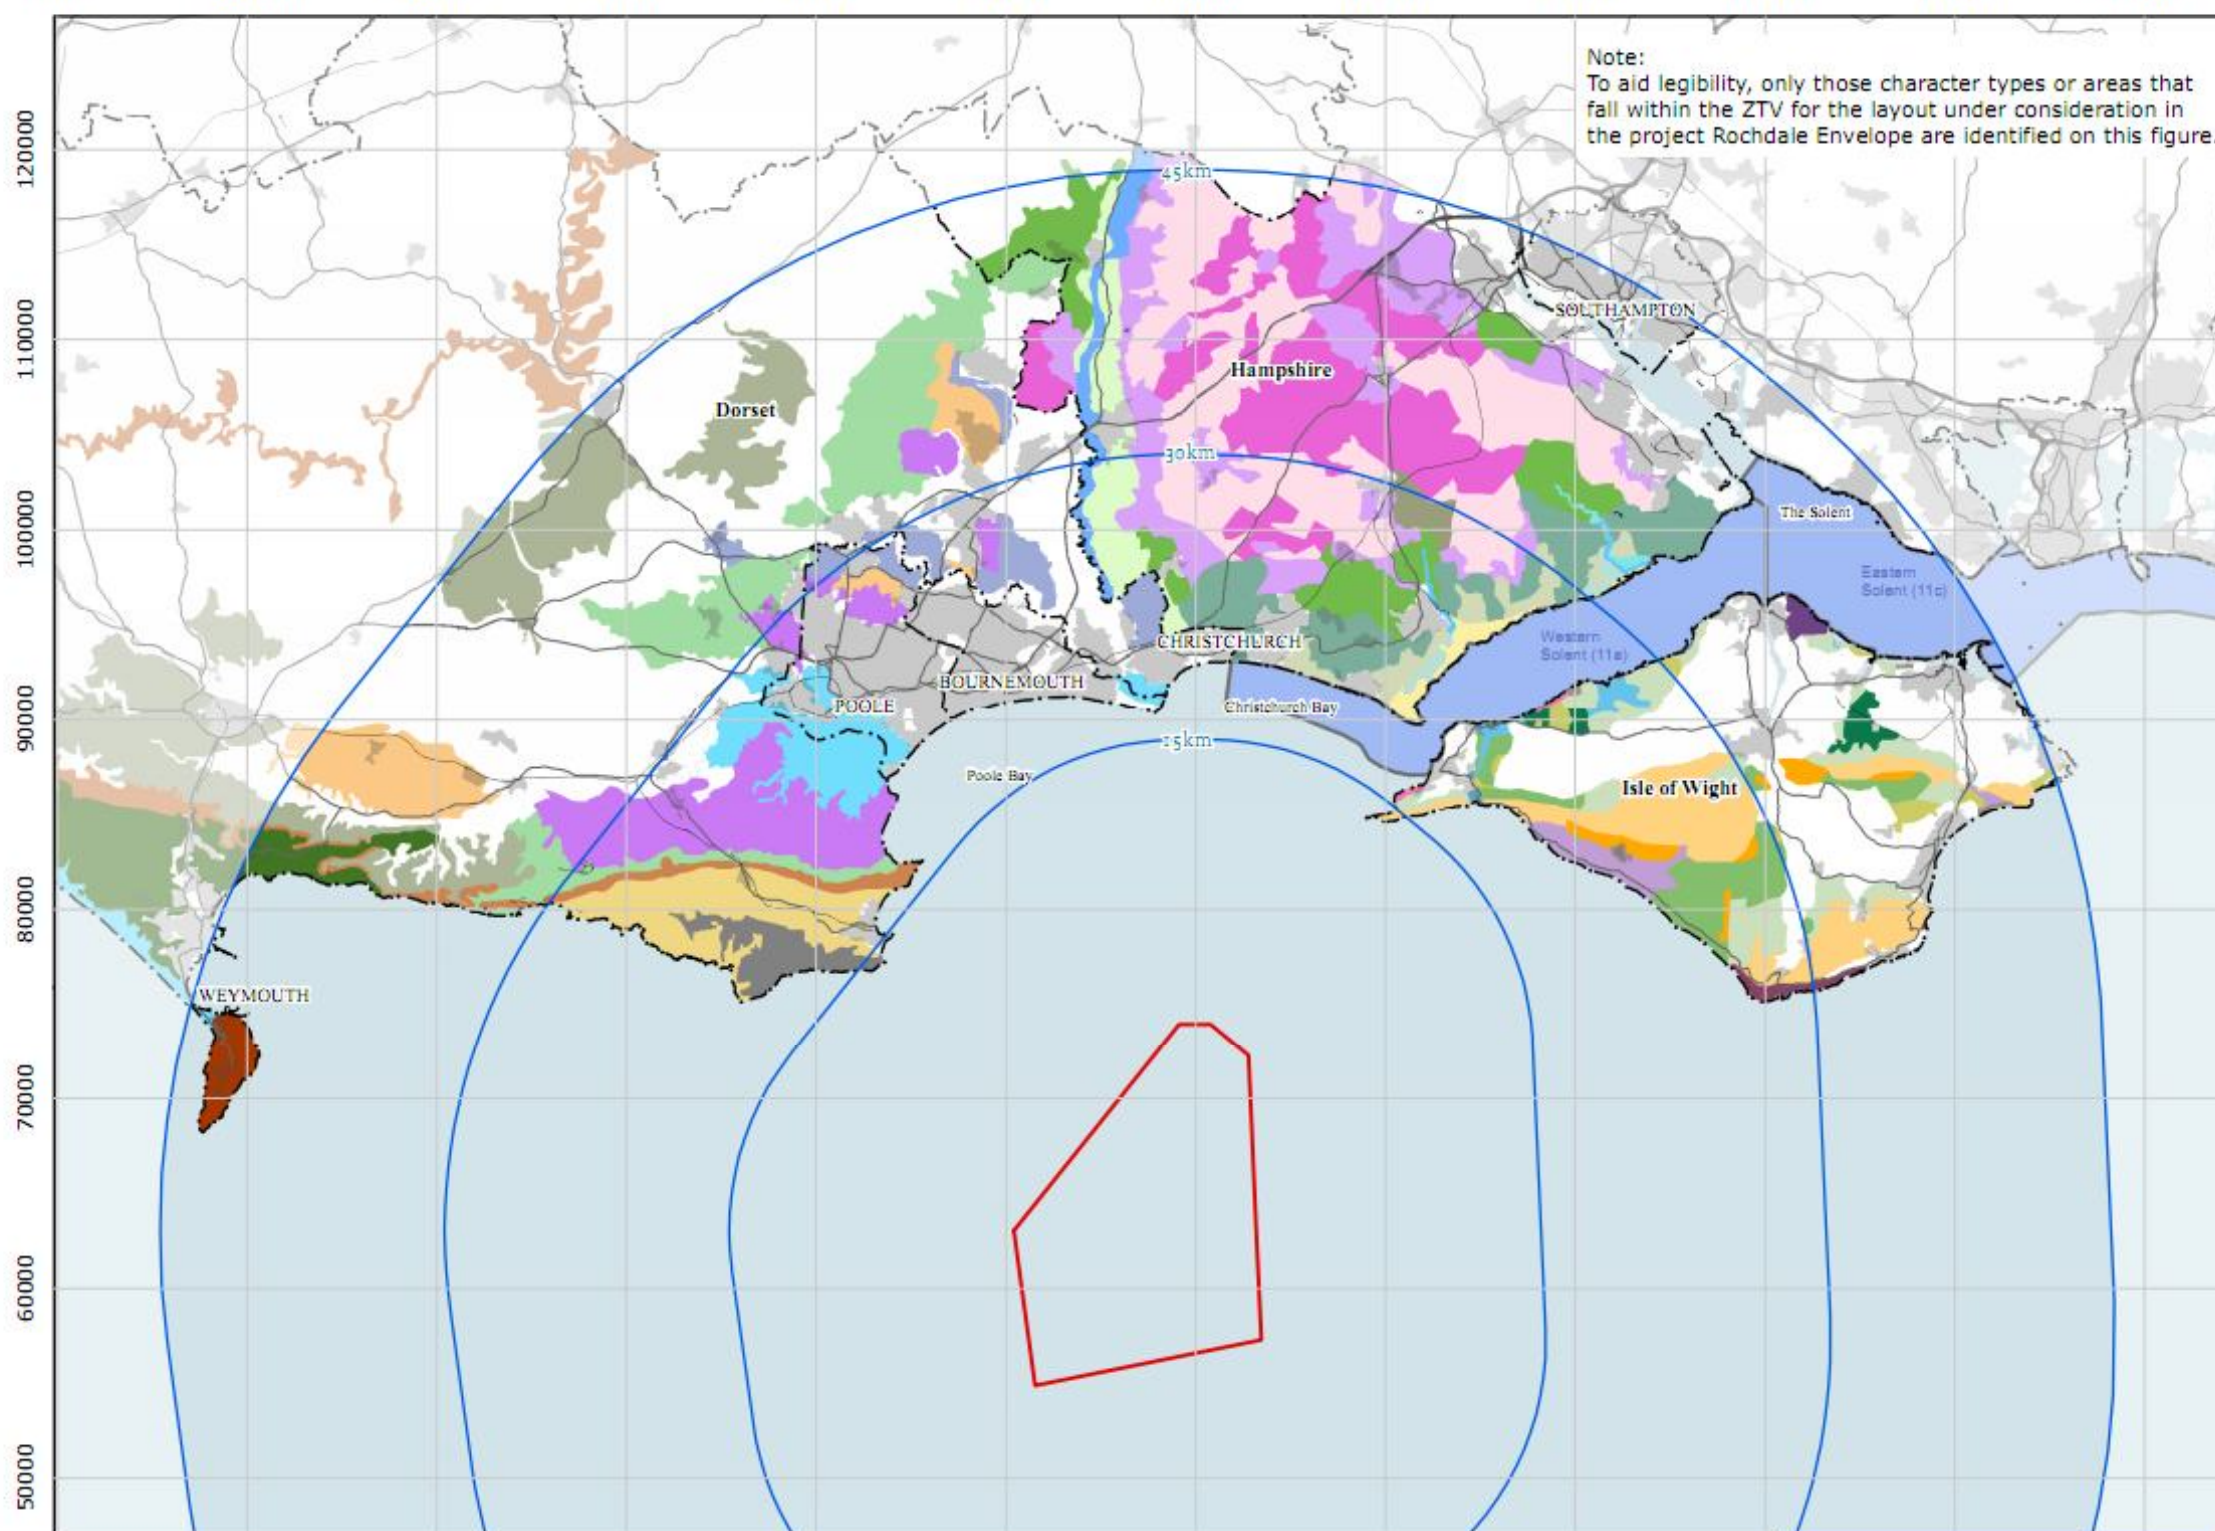 Note:
To aid legibility, only those character types or areas that
fall within the ZTV for the layout under consideration in
the project Rochdale Envelope are identified on this figure.
120000
45km
110000
SOUTHAMPTON
Hampshire
Dorset
30km
100000
The Solent
Eastern
Solent (11c)
Western
Solent (11a)
CHRISTCHURCH
BOURNEMOUTH
POOLE
Christchurch Bay
90000
15km
Poole Bay
Isle of Wight
80000
WEYMOUTH
70000
60000
50000